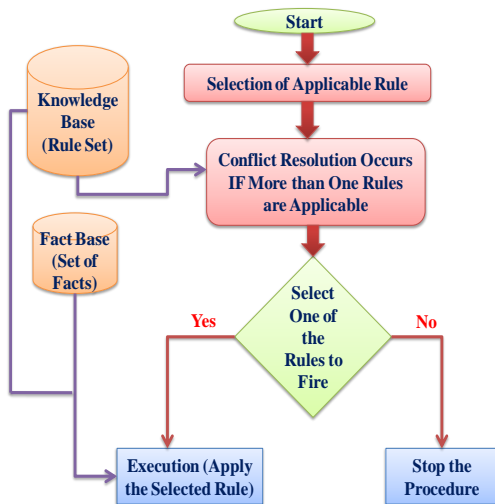 Start
Selection of Applicable Rule
Knowledge
Base
(Rule Set)
Conflict Resolution Occurs
IF More than One Rules
are Applicable
Fact Base
(Set of
Facts)
Select
One of
the
Rules to
Fire
Yes
No
Execution (Apply
the Selected Rule)
Stop the
Procedure